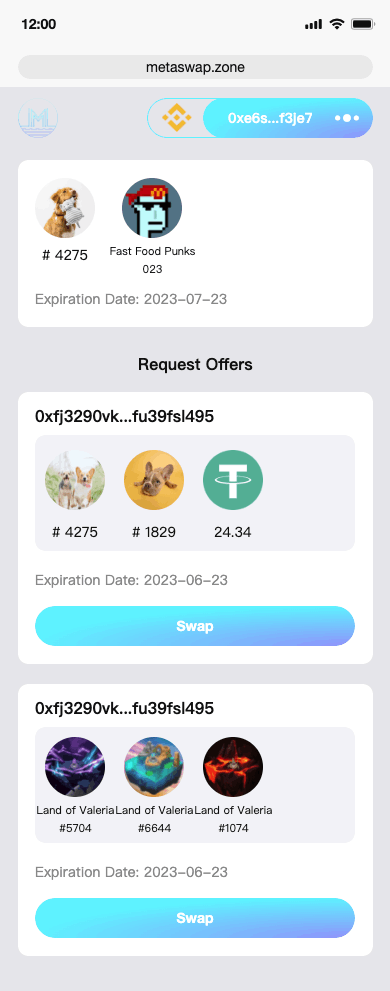 12:00
metaswap.zone
M
0xe6s...f3je7
# 4275
Fast Food Punks
023
Expiration Date: 2023-07-23
Request Offers
0xfj3290vk...fu39fsl495
# 4275
# 1829
24.34
Expiration Date: 2023-06-23
Swap
0xfj3290vk...fu39fsl495
Land of Valeria
#5704
Land of Valeria
#6644
Land of Valeria
#1074
Expiration Date: 2023-06-23
Swap